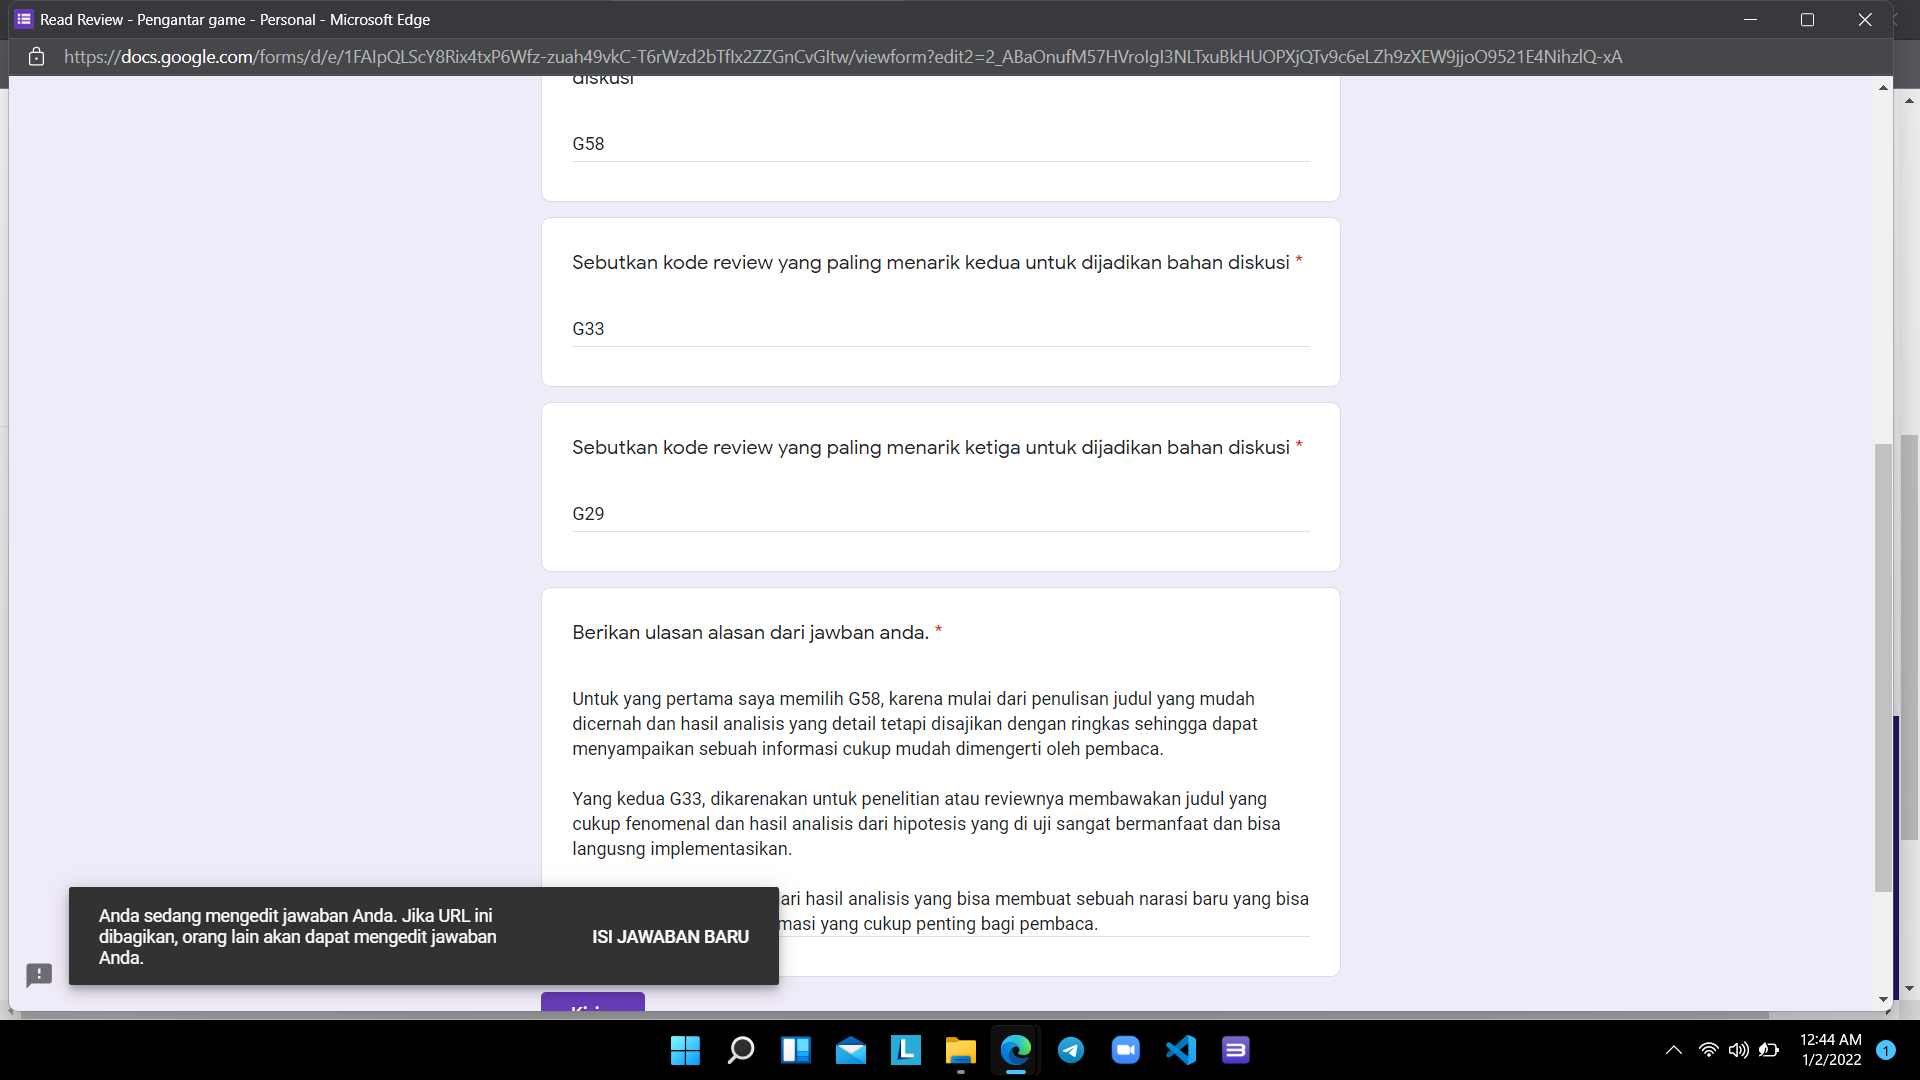 Read Review - Pengantar game - Personal - Microsoft Edge
https://docs.google.com/forms/d/e/1FAIpQLScY8Rix4txP6Wfz-zuah49vkC-T6rWzd2bTfIx2ZZGnCvGItw/viewform?edit2=2_ABaOnufM57HVroIgI3NLTxuBkHUOPXjQTv9c6eLZh9zXEW9jjoO9521E4NihzlQ-xA
diskusi
G58
Sebutkan kode review yang paling menarik kedua untuk dijadikan bahan diskusi *
G33
Sebutkan kode review yang paling menarik ketiga untuk dijadikan bahan diskusi *
G29
Berikan ulasan alasan dari jawban anda. *
Untuk yang pertama saya memilih G58, karena mulai dari penulisan judul yang mudah
dicernah dan hasil analisis yang detail tetapi disajikan dengan ringkas sehingga dapat
menyampaikan sebuah informasi cukup mudah dimengerti oleh pembaca.
Yang kedua G33, dikarenakan untuk penelitian atau reviewnya membawakan judul yang
cukup fenomenal dan hasil analisis dari hipotesis yang di uji sangat bermanfaat dan bisa
langusng implementasikan.
ari hasil analisis yang bisa membuat sebuah narasi baru yang bisa
masi yang cukup penting bagi pembaca.
Anda sedang mengedit jawaban Anda. Jika URL ini
dibagikan, orang lain akan dapat mengedit jawaban
Anda.
ISI JAWABAN BARU
12:44 AM
1/2/2022
1